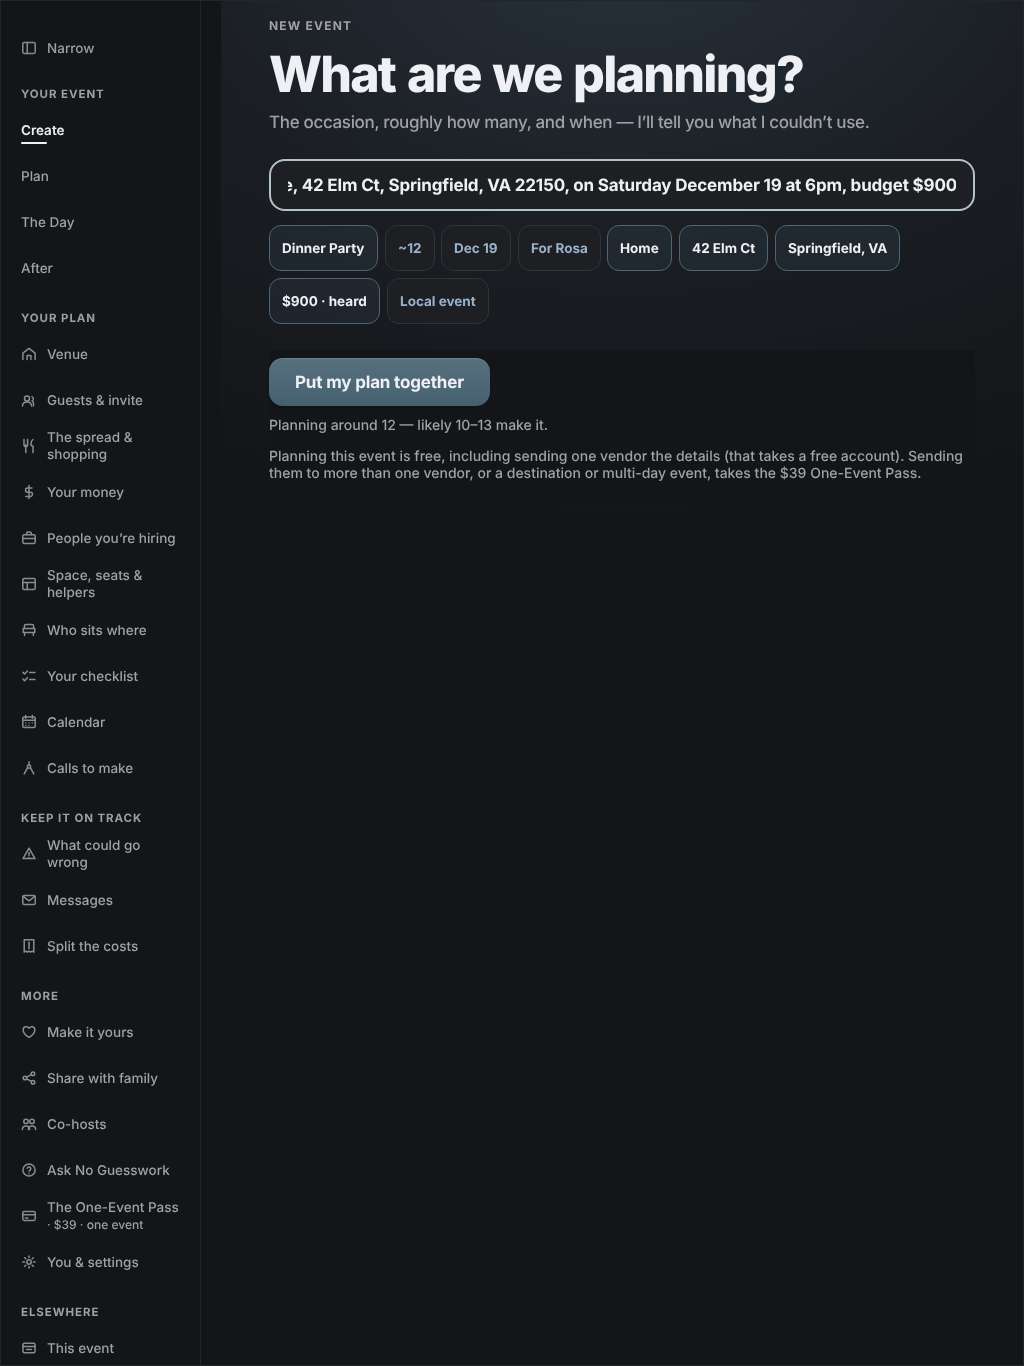 Narrow
YOUR EVENT
Create
Plan
The Day
After
YOUR PLAN
Venue
Guests & invite
The spread &
shopping
Your money
People you’re hiring
Space, seats &
helpers
Who sits where
Your checklist
Calendar
Calls to make
KEEP IT ON TRACK
What could go
wrong
Messages
Split the costs
MORE
Make it yours
Share with family
Co-hosts
Ask No Guesswork
The One-Event Pass
· $39 · one event
You & settings
ELSEWHERE
This event
NEW EVENT
What are we planning?
The occasion, roughly how many, and when — I’ll tell you what I couldn’t use.
, 42 Elm Ct, Springfield, VA 22150, on Saturday December 19 at 6pm, budget $900
Dinner Party ~12 Dec 19 For Rosa Home 42 Elm Ct Springfield, VA
$900 · heard Local event
Put my plan together
Planning around 12 — likely 10–13 make it.
Planning this event is free, including sending one vendor the details (that takes a free account). Sending
them to more than one vendor, or a destination or multi-day event, takes the $39 One-Event Pass.